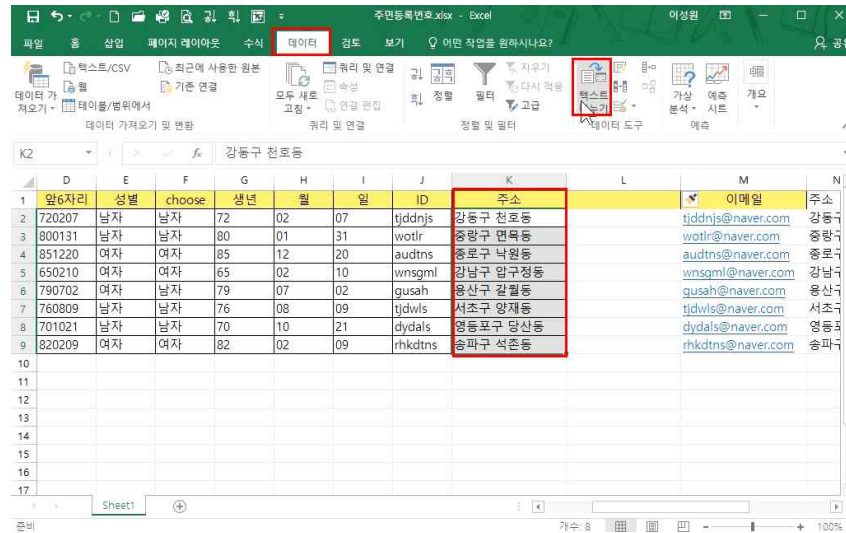 주민등록번호.xlsx - Excel 이성원
파일 홈 삽입 페이지 레이아웃 수식 데이터 검토 보기 어떤 작업을 원하시나요?
텍스트/CSV 최근에 사용한 원본 쿼리 및 연결 지우기
웹 기존 연결 속성 다시 적용
테이블/범위에서 연결 편집 고급
데이터 가져오기 모두 새로 고침 정렬 필터 텍스트 나누기 가상 분석 예측 시트 개요
데이터 가져오기 및 변환 쿼리 및 연결 정렬 및 필터 데이터 도구 예측
K2 fx 강동구 천호동
D E F G H I J K L M N
1 앞6자리 성별 choose 생년 월 일 ID 주소 이메일 주소
2 720207 남자 남자 72 02 07 tjddnjs 강동구 천호동 tjddnjs@naver.com 강동구
3 800131 남자 남자 80 01 31 wotlr 중랑구 면목동 wotlr@naver.com 중랑구
4 851220 여자 여자 85 12 20 audtns 종로구 낙원동 audtns@naver.com 종로구
5 650210 여자 여자 65 02 10 wnsgml 강남구 압구정동 wnsgml@naver.com 강남구
6 790702 남자 남자 79 07 02 gusah 용산구 갈월동 gusah@naver.com 용산구
7 760809 남자 남자 76 08 09 tjdwls 서초구 양재동 tjdwls@naver.com 서초구
8 701021 남자 남자 70 10 21 dydals 영등포구 당산동 dydals@naver.com 영등포
9 820209 여자 여자 82 02 09 rhkdtns 송파구 석촌동 rhkdtns@naver.com 송파구
10
11
12
13
14
15
16
17
Sheet1
준비 개수: 8 100%